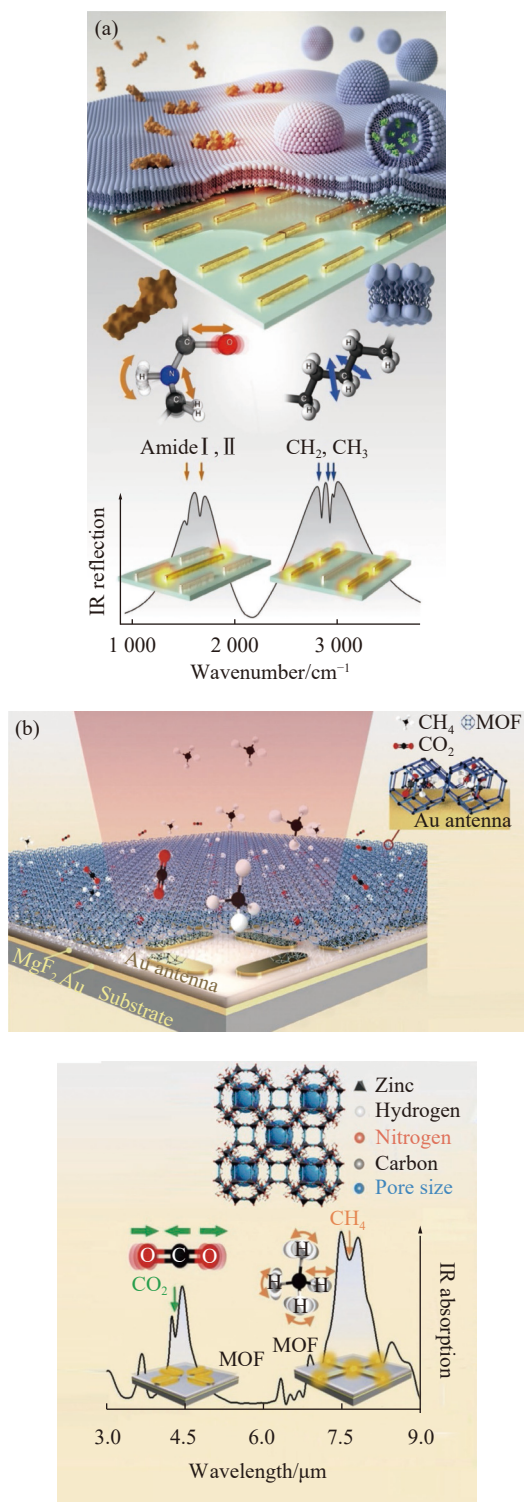 (a)
O
C
N
H
C
H
H
C
H
H
C
H
H
C
H
H
C
H
H
C
Amide Ⅰ, Ⅱ
CH₂, CH₃
IR reflection
1 000
2 000
3 000
Wavenumber/cm⁻¹
(b)
CH₄
MOF
CO₂
Au antenna
Au antenna
MgF₂
Au
Substrate
Zinc
Hydrogen
Nitrogen
Carbon
Pore size
O C O
CO₂
H
H
H
H
CH₄
MOF
MOF
IR absorption
3.0
4.5
6.0
7.5
9.0
Wavelength/μm